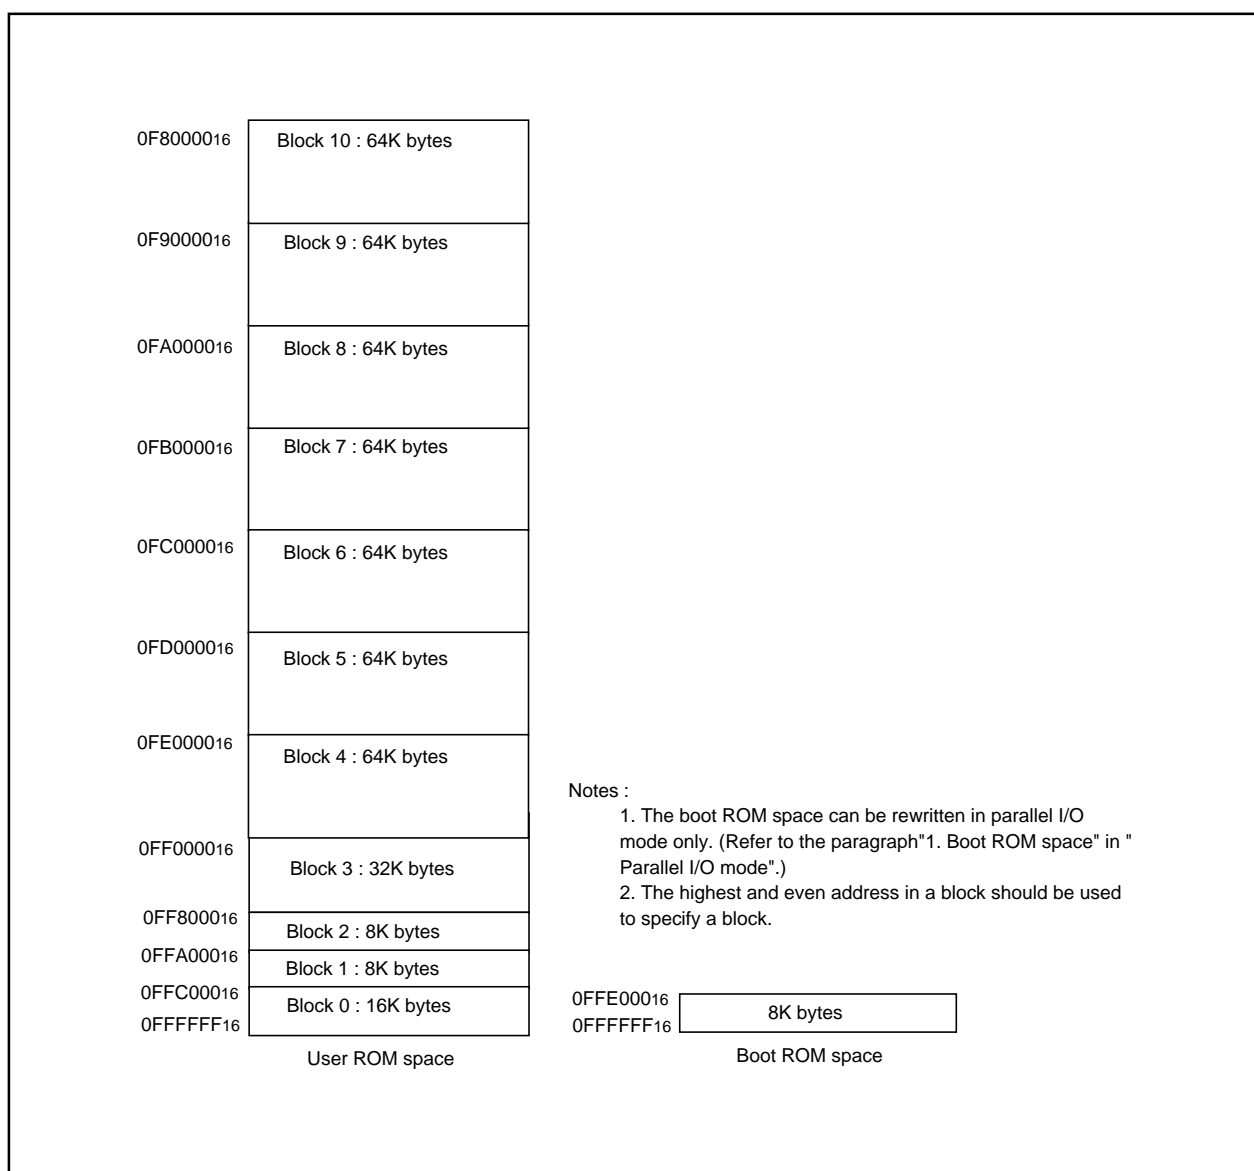 0F8000016
Block 10 : 64K bytes
0F9000016
Block 9 : 64K bytes
0FA000016
Block 8 : 64K bytes
0FB000016
Block 7 : 64K bytes
0FC000016
Block 6 : 64K bytes
0FD000016
Block 5 : 64K bytes
0FE000016
Block 4 : 64K bytes
0FF000016
Block 3 : 32K bytes
0FF800016
Block 2 : 8K bytes
0FFA00016
Block 1 : 8K bytes
0FFC00016
Block 0 : 16K bytes
0FFFFFF16
User ROM space
Notes :
1. The boot ROM space can be rewritten in parallel I/O
mode only. (Refer to the paragraph"1. Boot ROM space" in "
Parallel I/O mode".)
2. The highest and even address in a block should be used
to specify a block.
0FFE00016
8K bytes
0FFFFFF16
Boot ROM space